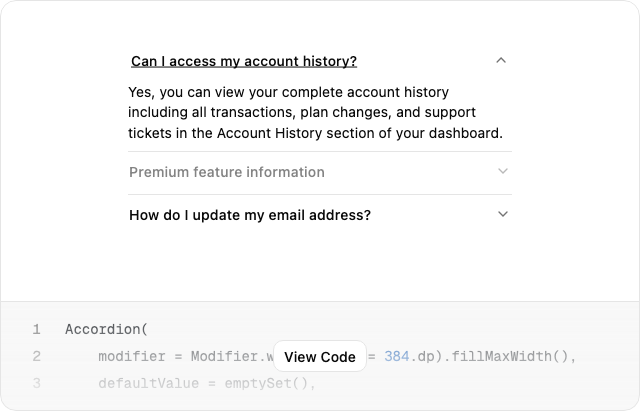 Can I access my account history?
Yes, you can view your complete account history
including all transactions, plan changes, and support
tickets in the Account History section of your dashboard.
Premium feature information
How do I update my email address?
1 Accordion(
2 modifier = Modifier.w = 384.dp).fillMaxWidth(),
View Code
3 defaultValue = emptySet(),